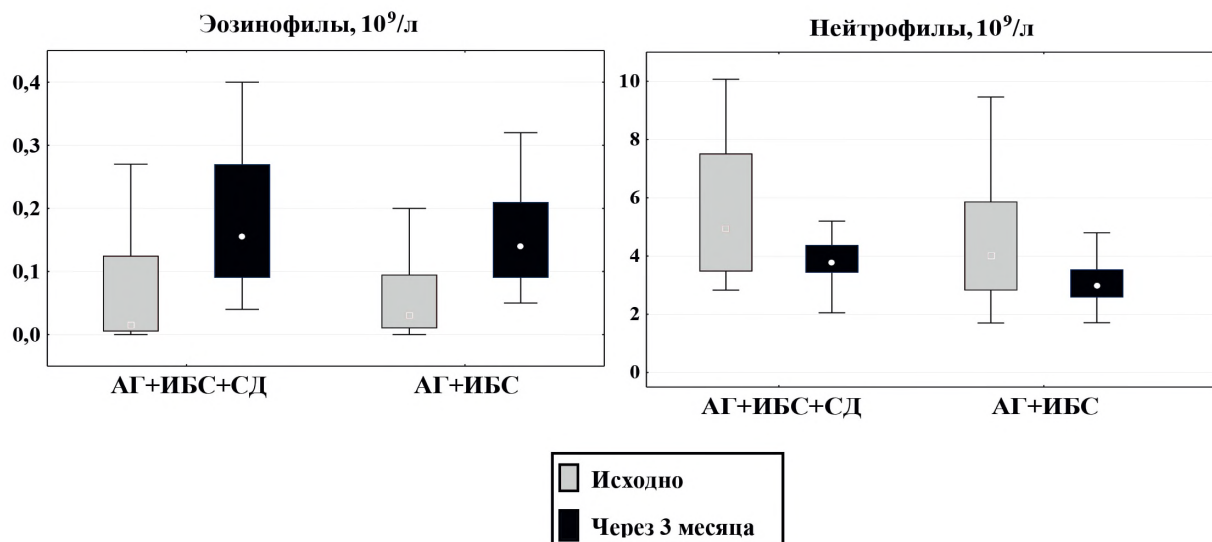 Эозинофилы, 10⁹/л
0,4
0,3
0,2
0,1
0,0
АГ+ИБС+СД
АГ+ИБС
Нейтрофилы, 10⁹/л
10
8
6
4
2
0
АГ+ИБС+СД
АГ+ИБС
Исходно
Через 3 месяца